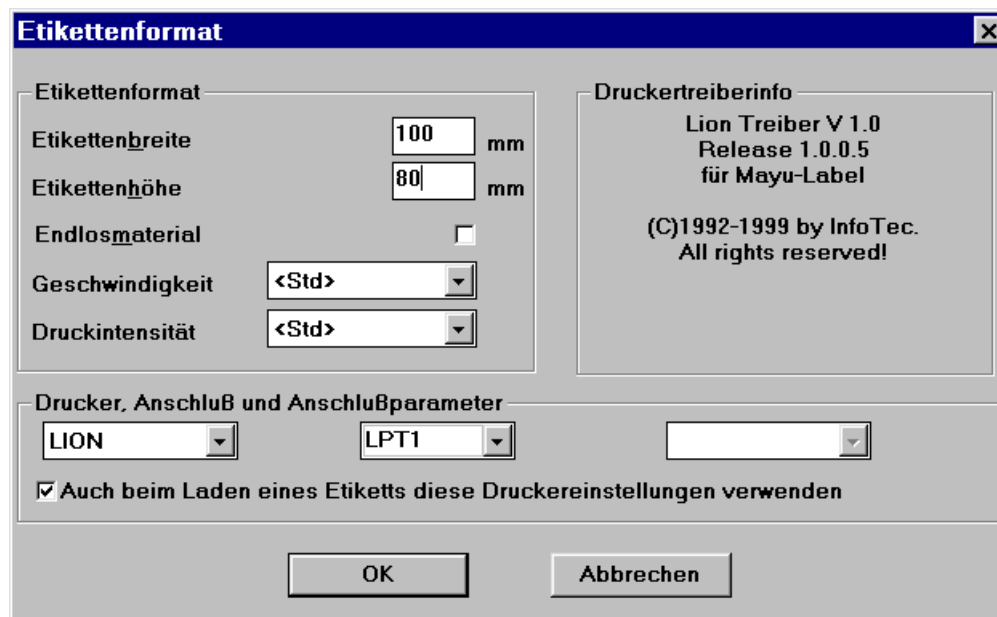 Etikettenformat
Etikettenformat
Etikettenbreite 100 mm
Etikettenhöhe 80 mm
Endlosmaterial
Geschwindigkeit <Std>
Druckintensität <Std>
Druckertreiberinfo
Lion Treiber V 1.0
Release 1.0.0.5
für Mayu-Label
(C)1992-1999 by InfoTec.
All rights reserved!
Drucker, Anschluß und Anschlußparameter
LION LPT1
Auch beim Laden eines Etiketts diese Druckereinstellungen verwenden
OK Abbrechen